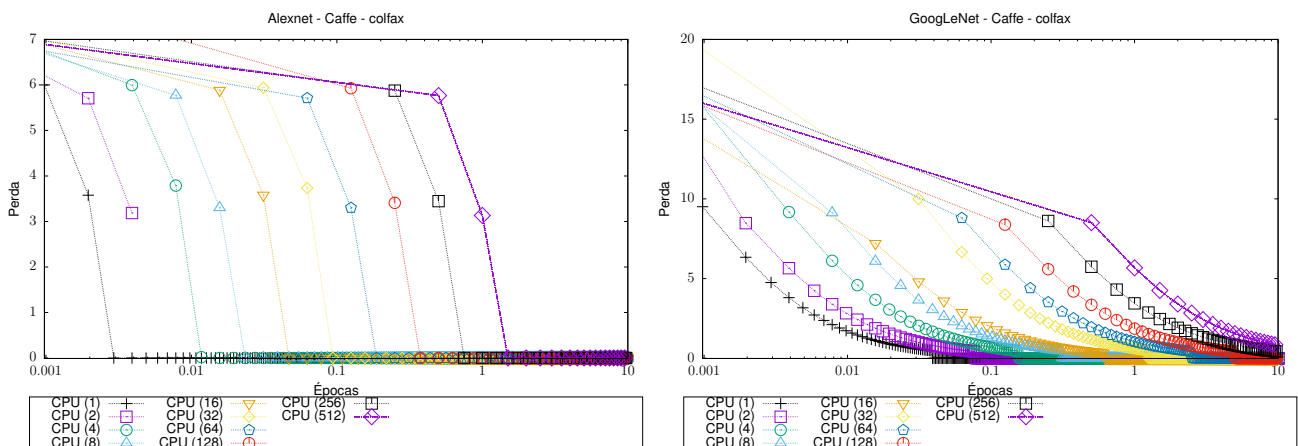 Alexnet - Caffe - colfax
Perda
7
6
5
4
3
2
1
0
0.001
0.01
0.1
1
10
Épocas
CPU (1)
CPU (2)
CPU (4)
CPU (8)
CPU (16)
CPU (32)
CPU (64)
CPU (128)
CPU (256)
CPU (512)
GoogLeNet - Caffe - colfax
Perda
20
15
10
5
0
0.001
0.01
0.1
1
10
Épocas
CPU (1)
CPU (2)
CPU (4)
CPU (8)
CPU (16)
CPU (32)
CPU (64)
CPU (128)
CPU (256)
CPU (512)